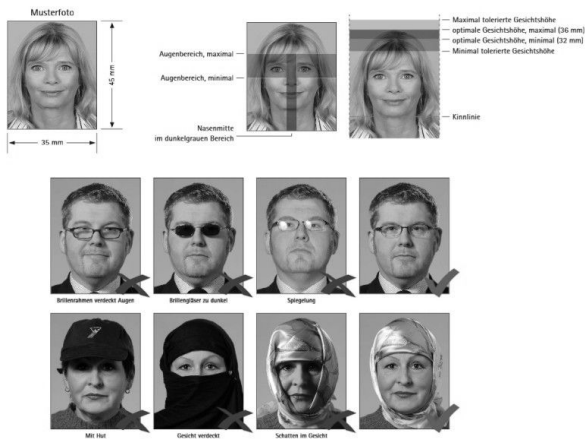 Musterfoto
45 mm
35 mm
Augenbereich, maximal
Augenbereich, minimal
Nasenmitte
im dunkelgrauen Bereich
Maximal tolerierte Gesichtshöhe
optimale Gesichtshöhe, maximal (36 mm)
optimale Gesichtshöhe, minimal (32 mm)
Minimal tolerierte Gesichtshöhe
Kinnlinie
Brillenrahmen verdeckt Augen
Brillengläser zu dunkel
Spiegelung
Mit Hut
Gesicht verdeckt
Schatten im Gesicht